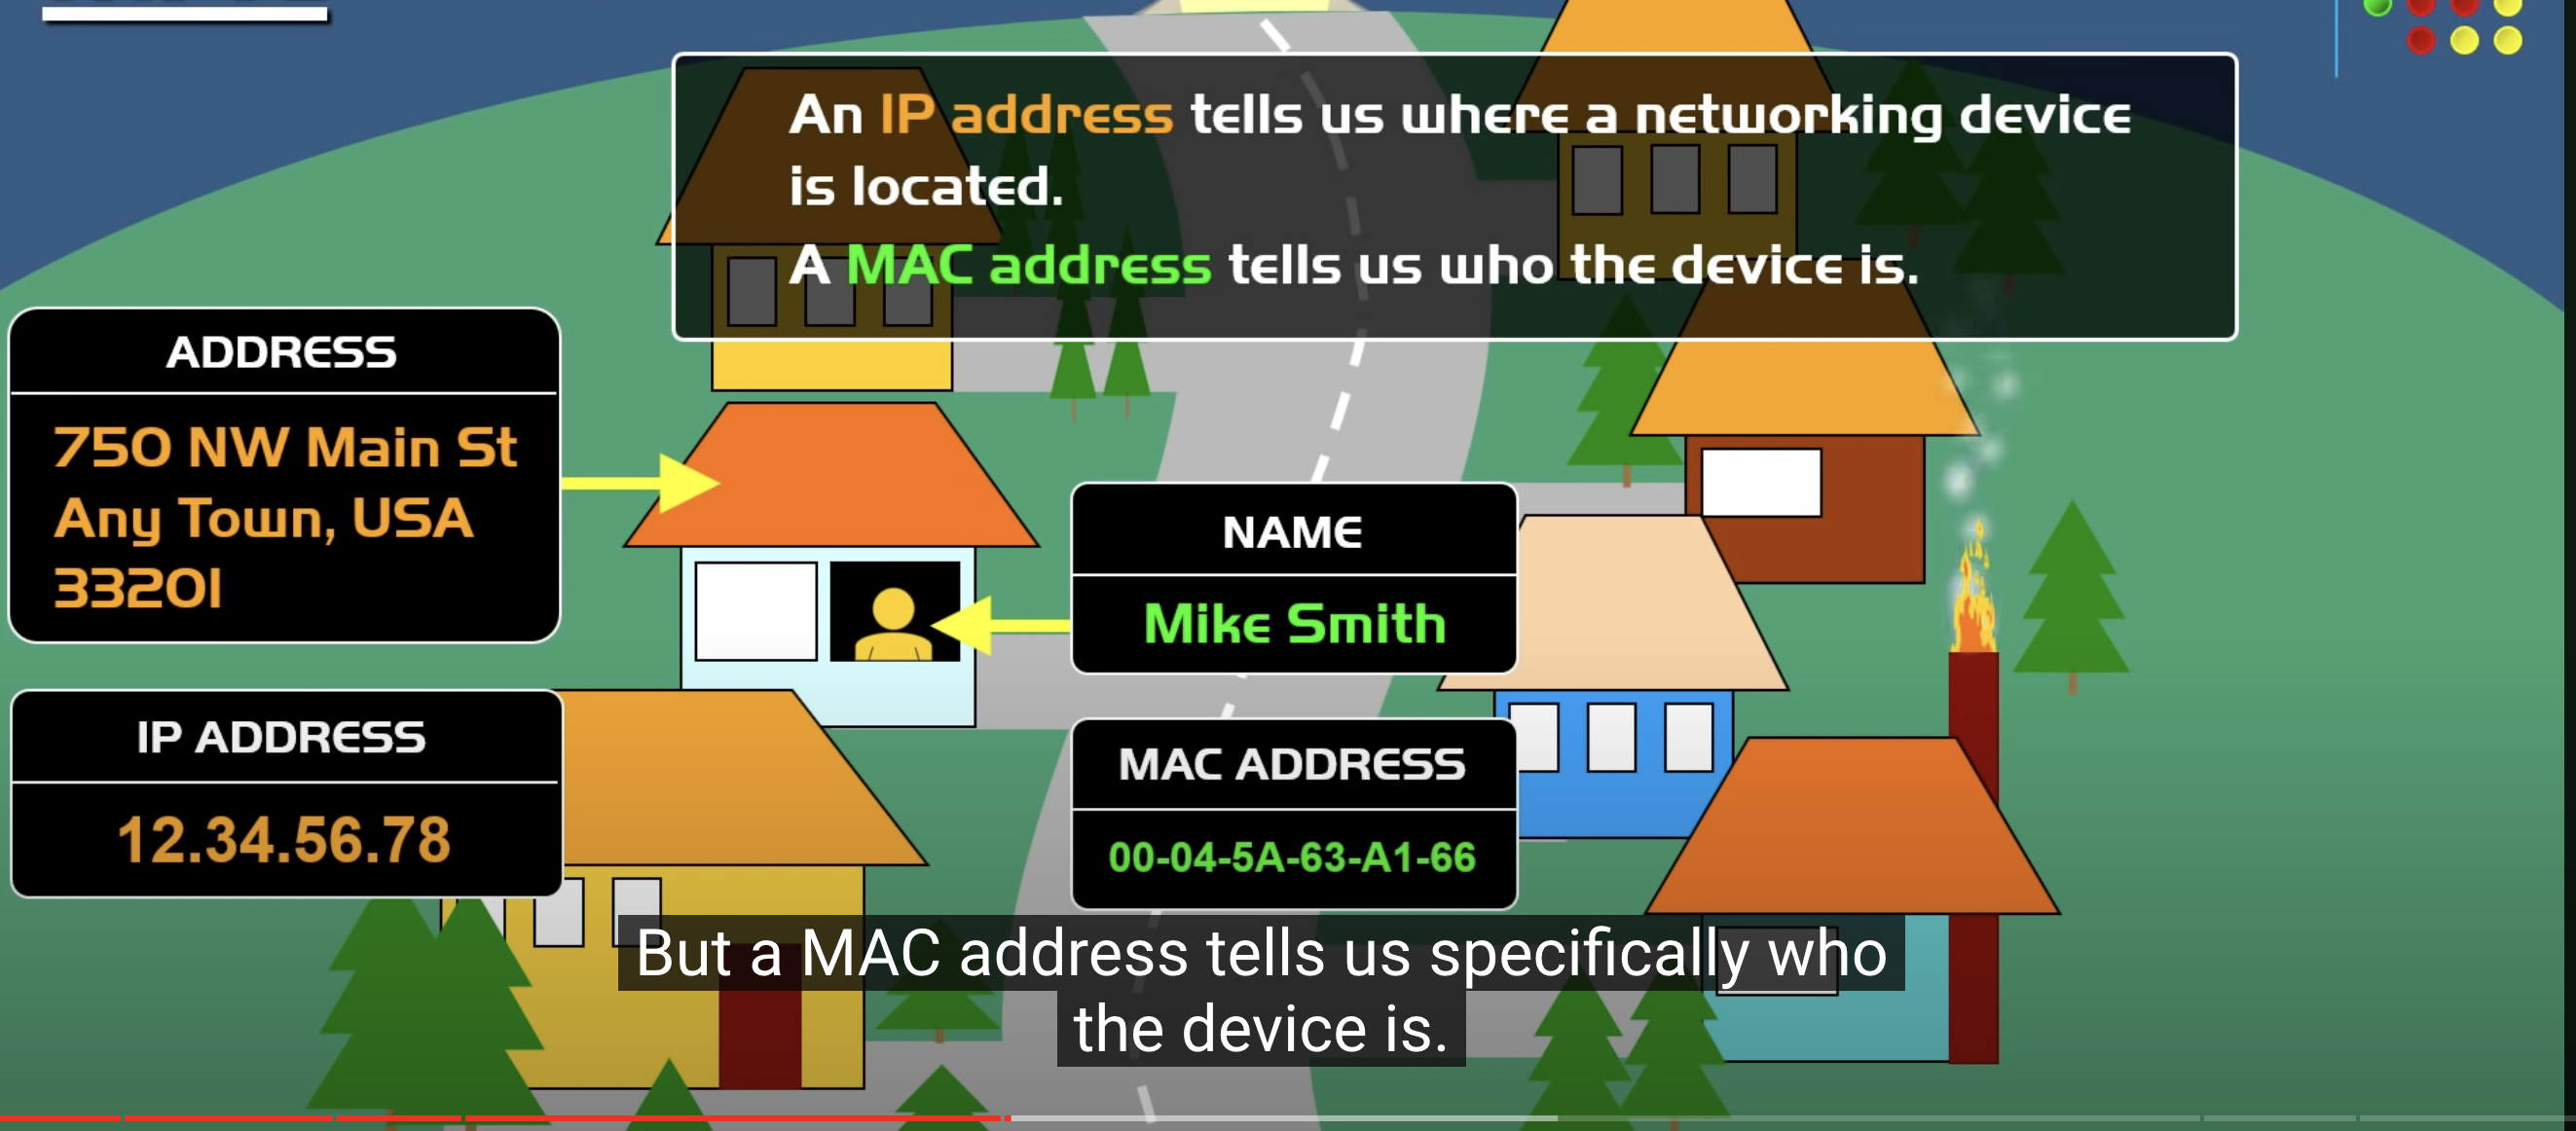 An IP address tells us where a networking device
is located.
A MAC address tells us who the device is.
ADDRESS
750 NW Main St
Any Town, USA
33201
NAME
Mike Smith
IP ADDRESS
12.34.56.78
MAC ADDRESS
00-04-5A-63-A1-66
But a MAC address tells us specifically who
the device is.